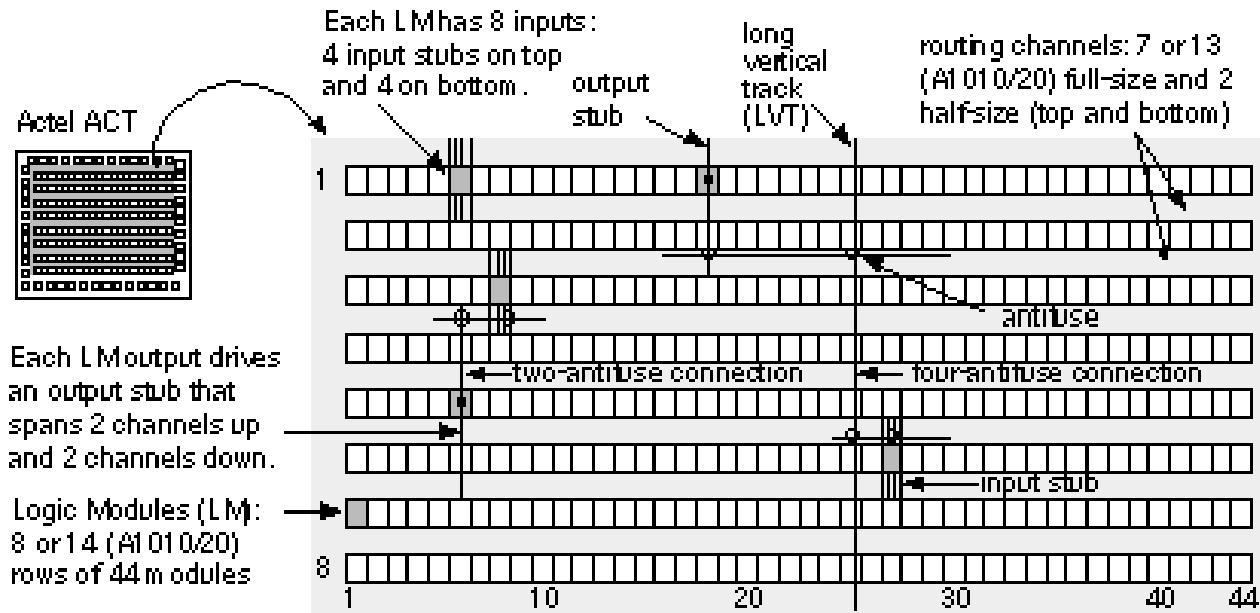 Each LM has 8 inputs:
4 input stubs on top
and 4 on bottom.
output
stub
long
vertical
track
(LVT)
routing channels: 7 or 13
(A1010/20) full-size and 2
half-size (top and bottom)
Actel ACT
1
antifuse
Each LM output drives
an output stub that
spans 2 channels up
and 2 channels down.
two-antifuse connection
four-antifuse connection
input stub
Logic Modules (LM):
8 or 14 (A1010/20)
rows of 44 modules
8
1 10 20 30 40 44